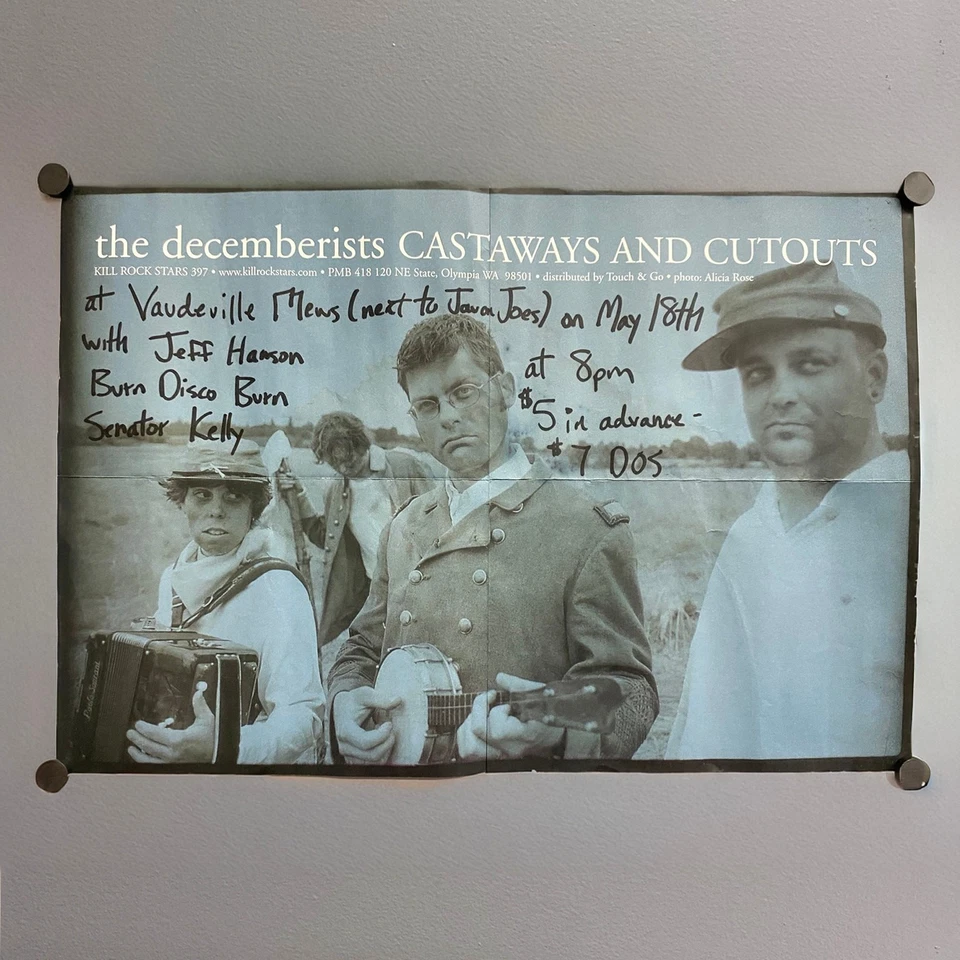 the decemberists CASTAWAYS AND CUTOUTS
KILL ROCK STARS 397 • www.killrockstars.com • PMB 418 120 NE State, Olympia WA 98501 • distributed by Touch & Go • photo: Alicia Rose
at Vaudeville Mews (next to Java Joes) on May 18th
with Jeff Hanson
Burn Disco Burn
Senator Kelly
at 8pm
$5 in advance -
$7 DOS